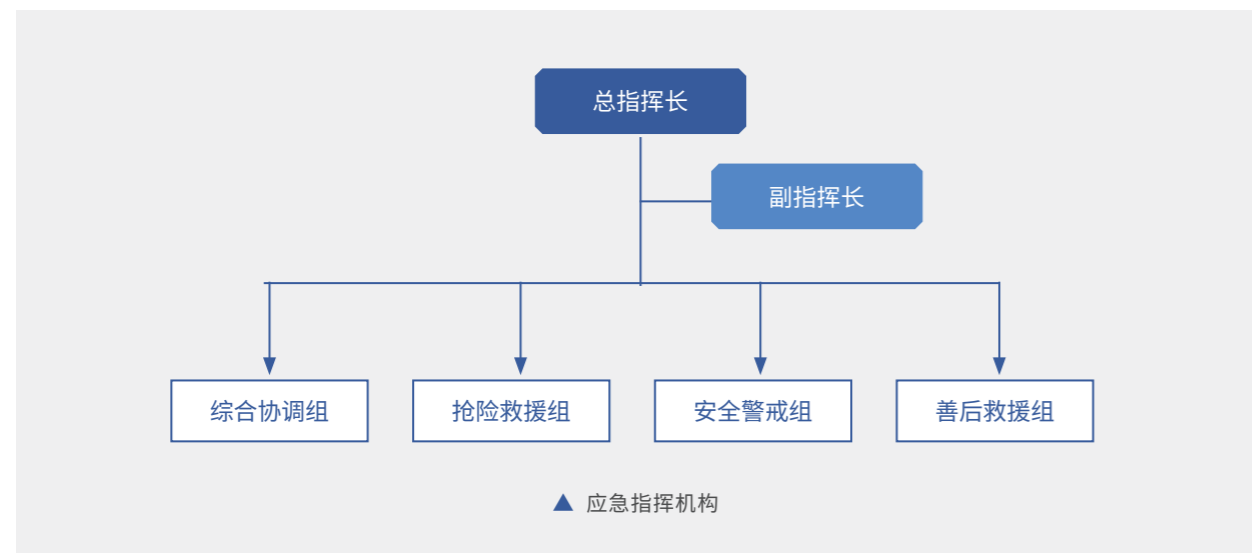 总指挥长
副指挥长
综合协调组
抢险救援组
安全警戒组
善后救援组
▲ 应急指挥机构